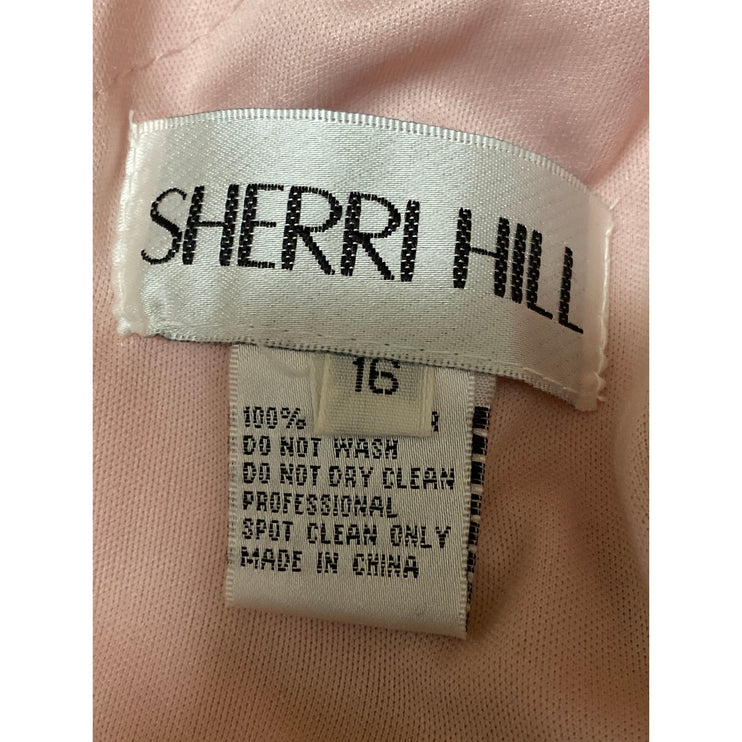 SHERRI HILL
16
100%
DO NOT WASH
DO NOT DRY CLEAN
PROFESSIONAL
SPOT CLEAN ONLY
MADE IN CHINA